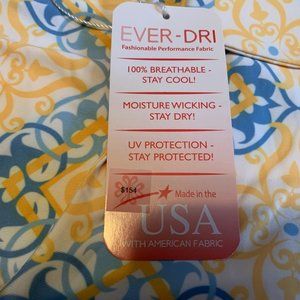 EVER-DRI
Fashionable Performance Fabric
100% BREATHABLE -
STAY COOL!
MOISTURE WICKING -
STAY DRY!
UV PROTECTION -
STAY PROTECTED!
$154
Made in the
USA
WITH AMERICAN FABRIC